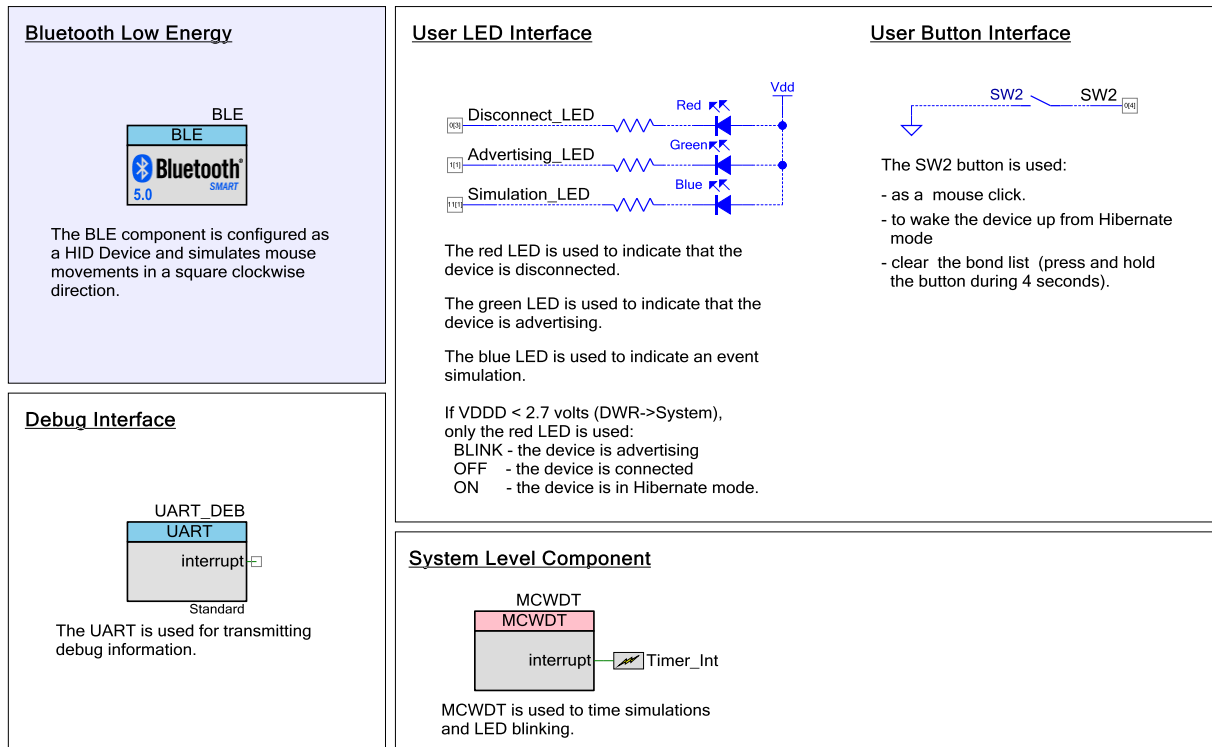 Bluetooth Low Energy
BLE
BLE
Bluetooth®
SMART
5.0
The BLE component is configured as
a HID Device and simulates mouse
movements in a square clockwise
direction.
Debug Interface
UART_DEB
UART
interrupt
Standard
The UART is used for transmitting
debug information.
User LED Interface
Vdd
0[3] Disconnect_LED Red
1[1] Advertising_LED Green
11[1] Simulation_LED Blue
The red LED is used to indicate that the
device is disconnected.
The green LED is used to indicate that the
device is advertising.
The blue LED is used to indicate an event
simulation.
If VDDD < 2.7 volts (DWR->System),
only the red LED is used:
BLINK - the device is advertising
OFF - the device is connected
ON - the device is in Hibernate mode.
User Button Interface
SW2 SW2 0[4]
The SW2 button is used:
- as a mouse click.
- to wake the device up from Hibernate
mode
- clear the bond list (press and hold
the button during 4 seconds).
System Level Component
MCWDT
MCWDT
interrupt Timer_Int
MCWDT is used to time simulations
and LED blinking.